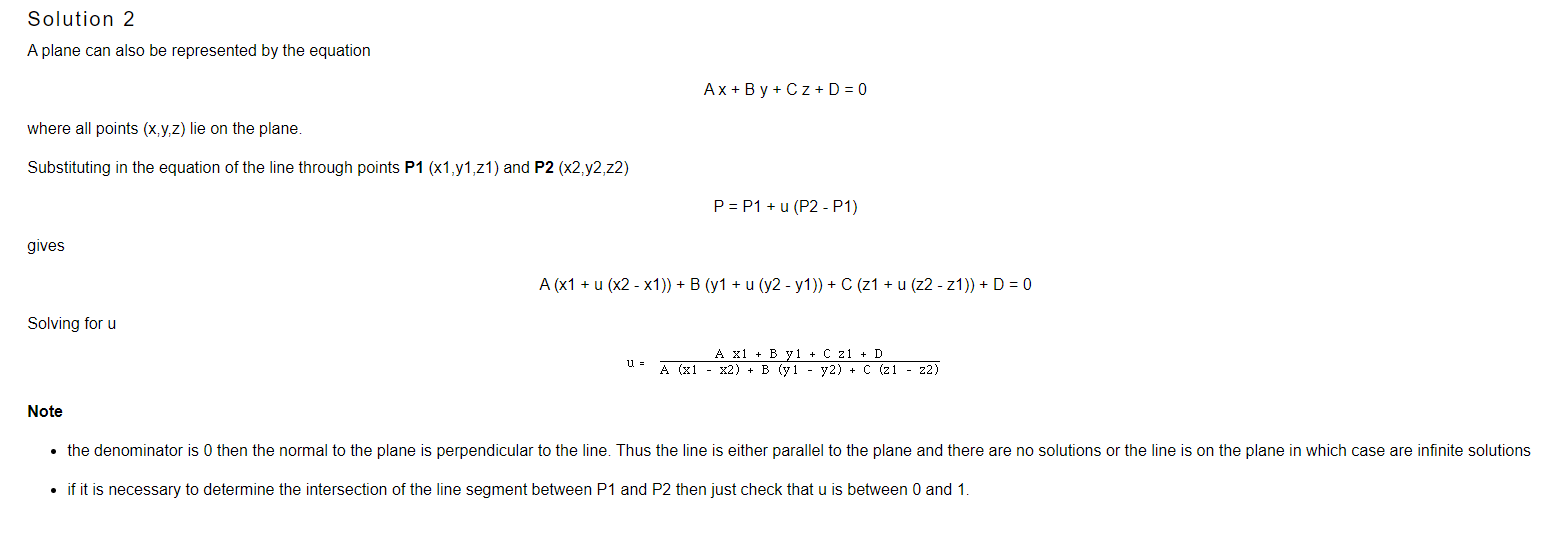 Solution 2
A plane can also be represented by the equation
A x + B y + C z + D = 0
where all points (x,y,z) lie on the plane.
Substituting in the equation of the line through points P1 (x1,y1,z1) and P2 (x2,y2,z2)
P = P1 + u (P2 - P1)
gives
A (x1 + u (x2 - x1)) + B (y1 + u (y2 - y1)) + C (z1 + u (z2 - z1)) + D = 0
Solving for u
A x1 + B y1 + C z1 + D
u =
A (x1 - x2) + B (y1 - y2) + C (z1 - z2)
Note
• the denominator is 0 then the normal to the plane is perpendicular to the line. Thus the line is either parallel to the plane and there are no solutions or the line is on the plane in which case are infinite solutions
• if it is necessary to determine the intersection of the line segment between P1 and P2 then just check that u is between 0 and 1.